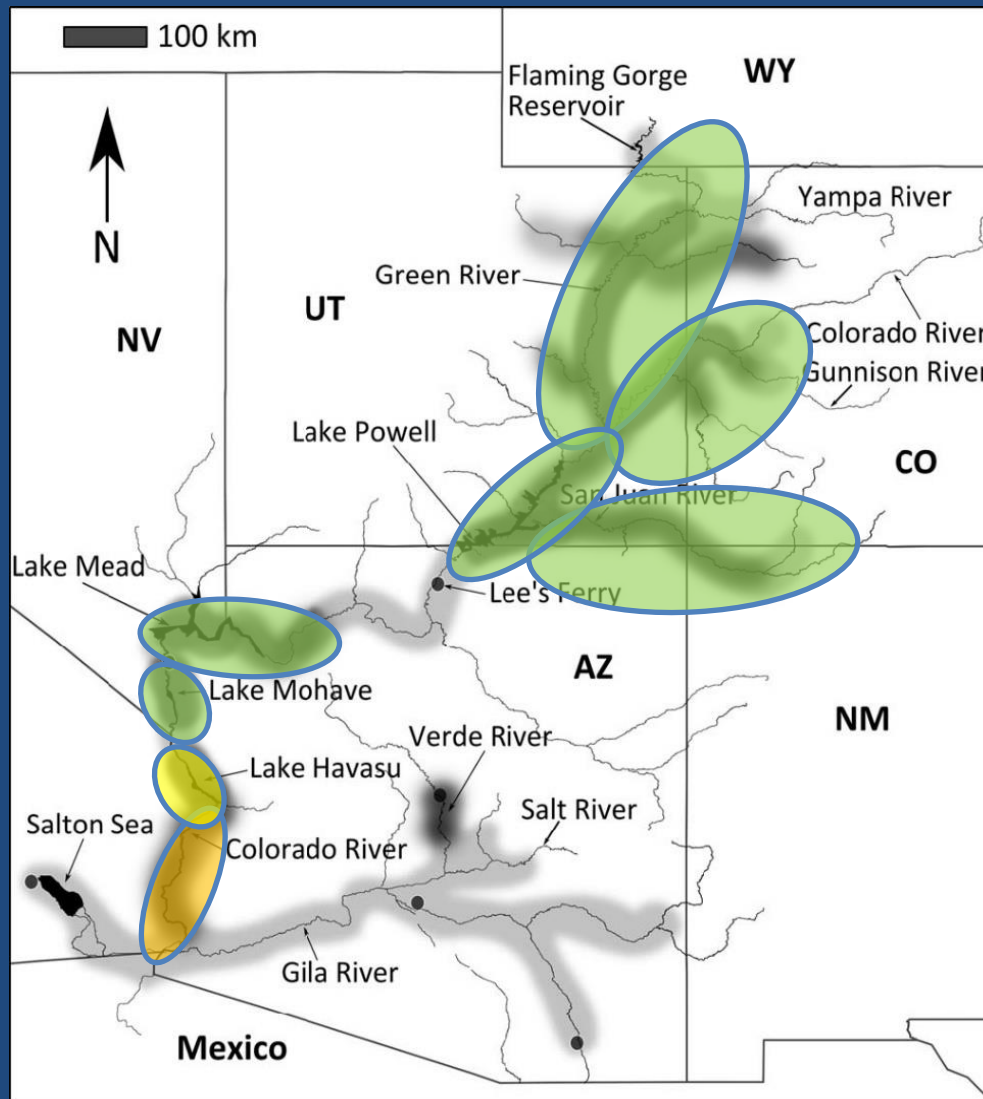 100 km
Flaming Gorge
Reservoir
WY
N
Yampa River
Green River
UT
NV
Colorado River
Gunnison River
Lake Powell
CO
San Juan River
Lake Mead
Lee's Ferry
AZ
Lake Mohave
NM
Verde River
Lake Havasu
Salt River
Salton Sea
Colorado River
Gila River
Mexico